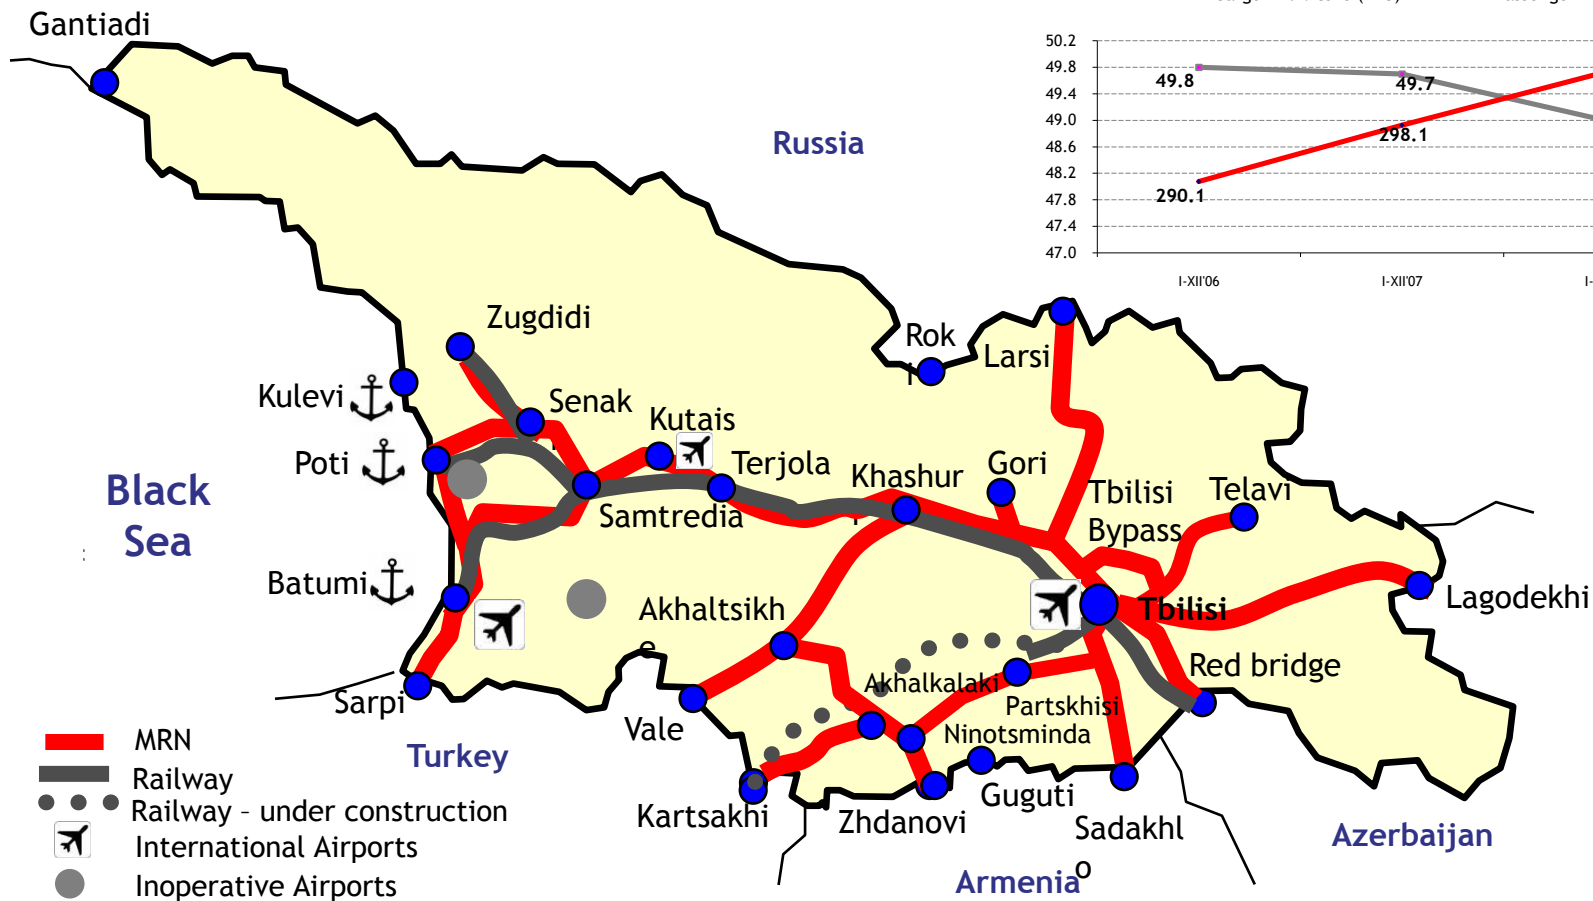 Gantiadi
Russia
50.2
49.8
49.4
49.0
48.6
48.2
47.8
47.4
47.0
49.8
49.7
298.1
290.1
I-XII'06
I-XII'07
I-
Zugdidi
Rok
i
Larsi
Kulevi
Senak
i
Kutais
Poti
Terjola
Khashur
i
Gori
Tbilisi
Bypass
Telavi
Black
Sea
Samtredia
:
Batumi
Akhaltsikh
e
Tbilisi
Lagodekhi
Red bridge
Akhalkalaki
Partskhisi
Sarpi
Vale
Ninotsminda
Turkey
Kartsakhi
Zhdanovi
Guguti
Sadakhl
o
Azerbaijan
Armenia
MRN
Railway
Railway – under construction
International Airports
Inoperative Airports